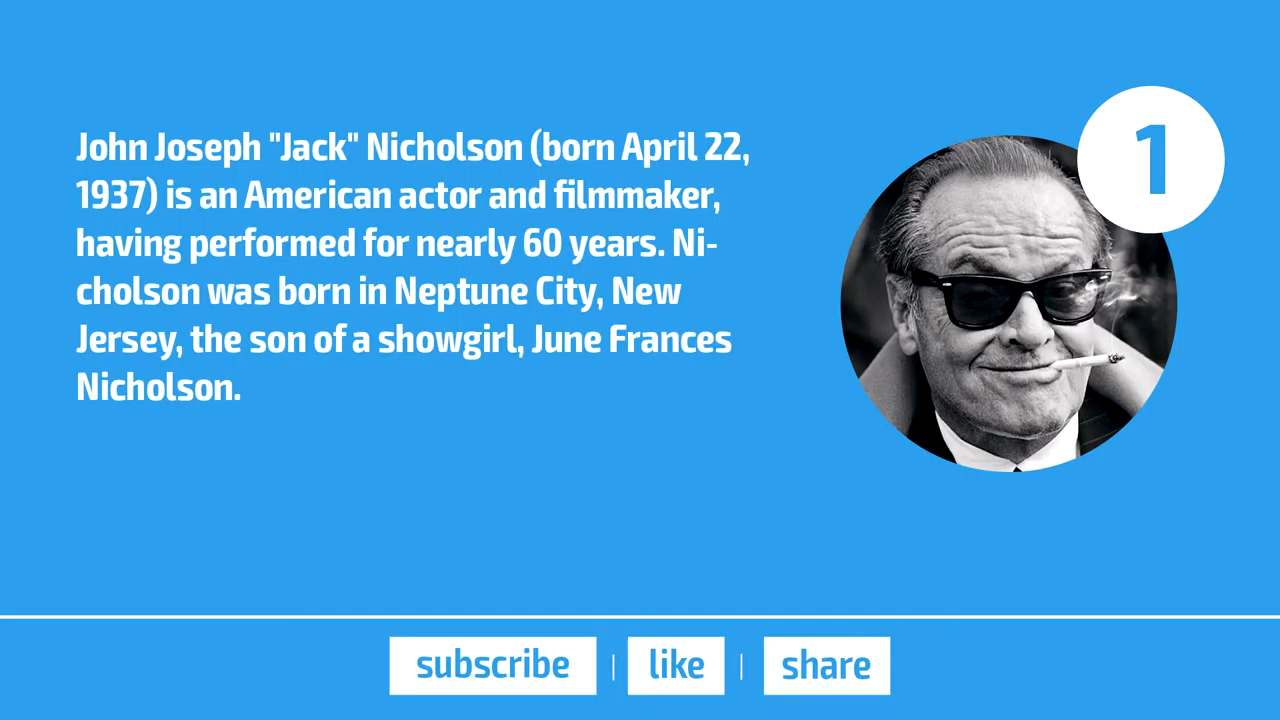 John Joseph "Jack" Nicholson (born April 22,
1937) is an American actor and filmmaker,
having performed for nearly 60 years. Ni-
cholson was born in Neptune City, New
Jersey, the son of a showgirl, June Frances
Nicholson.
1
subscribe | like | share